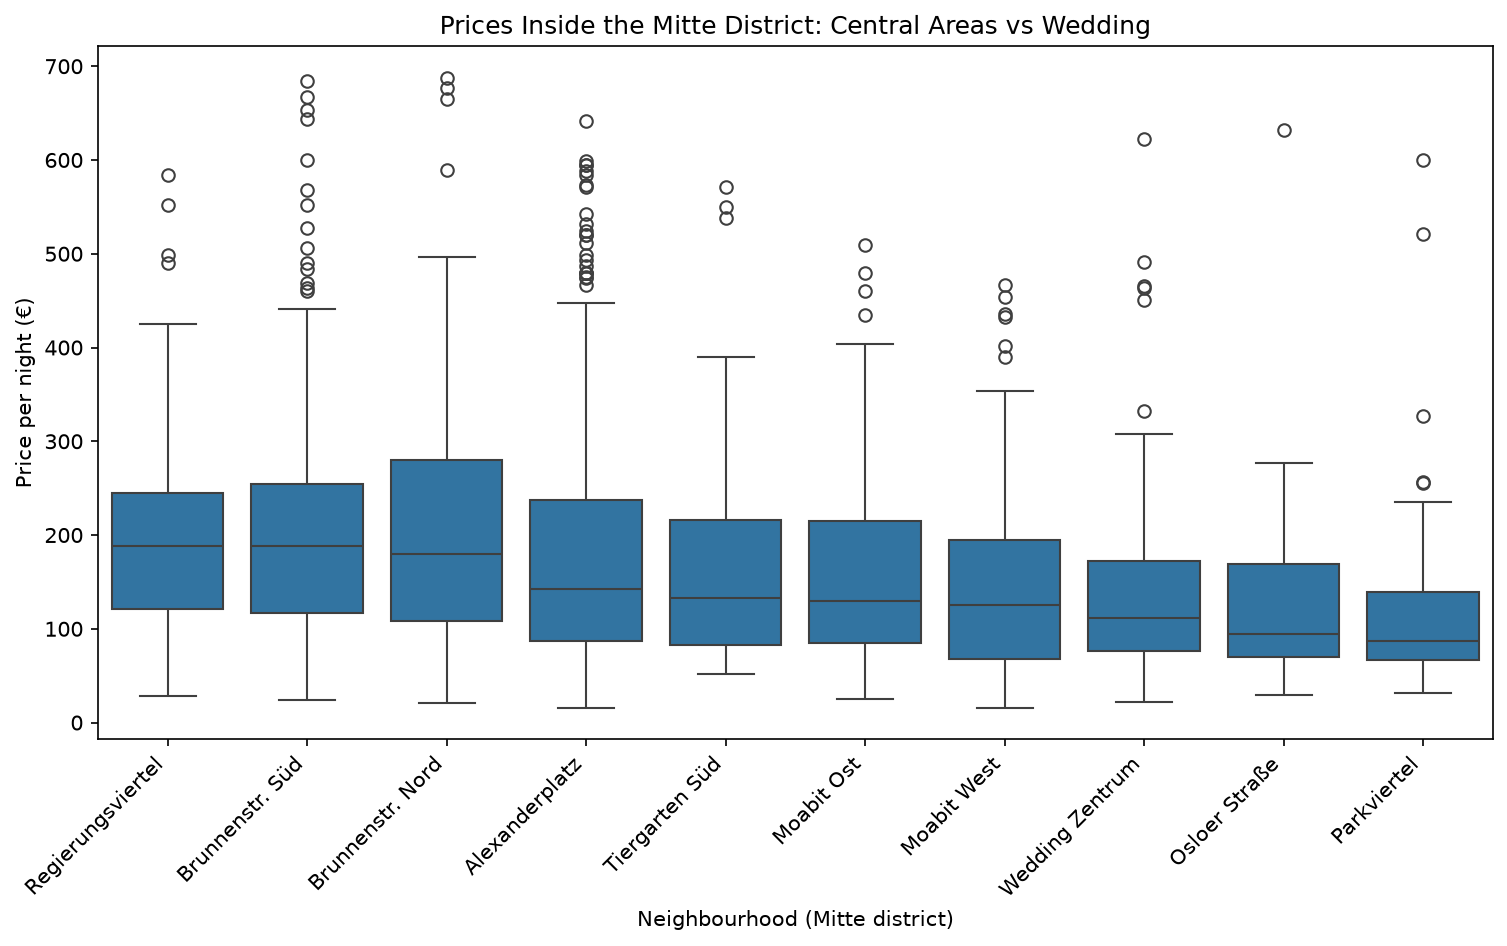 Prices Inside the Mitte District: Central Areas vs Wedding
Price per night (€)
700
600
500
400
300
200
100
0
Regierungsviertel
Brunnenstr. Süd
Brunnenstr. Nord
Alexanderplatz
Tiergarten Süd
Moabit Ost
Moabit West
Wedding Zentrum
Osloer Straße
Parkviertel
Neighbourhood (Mitte district)